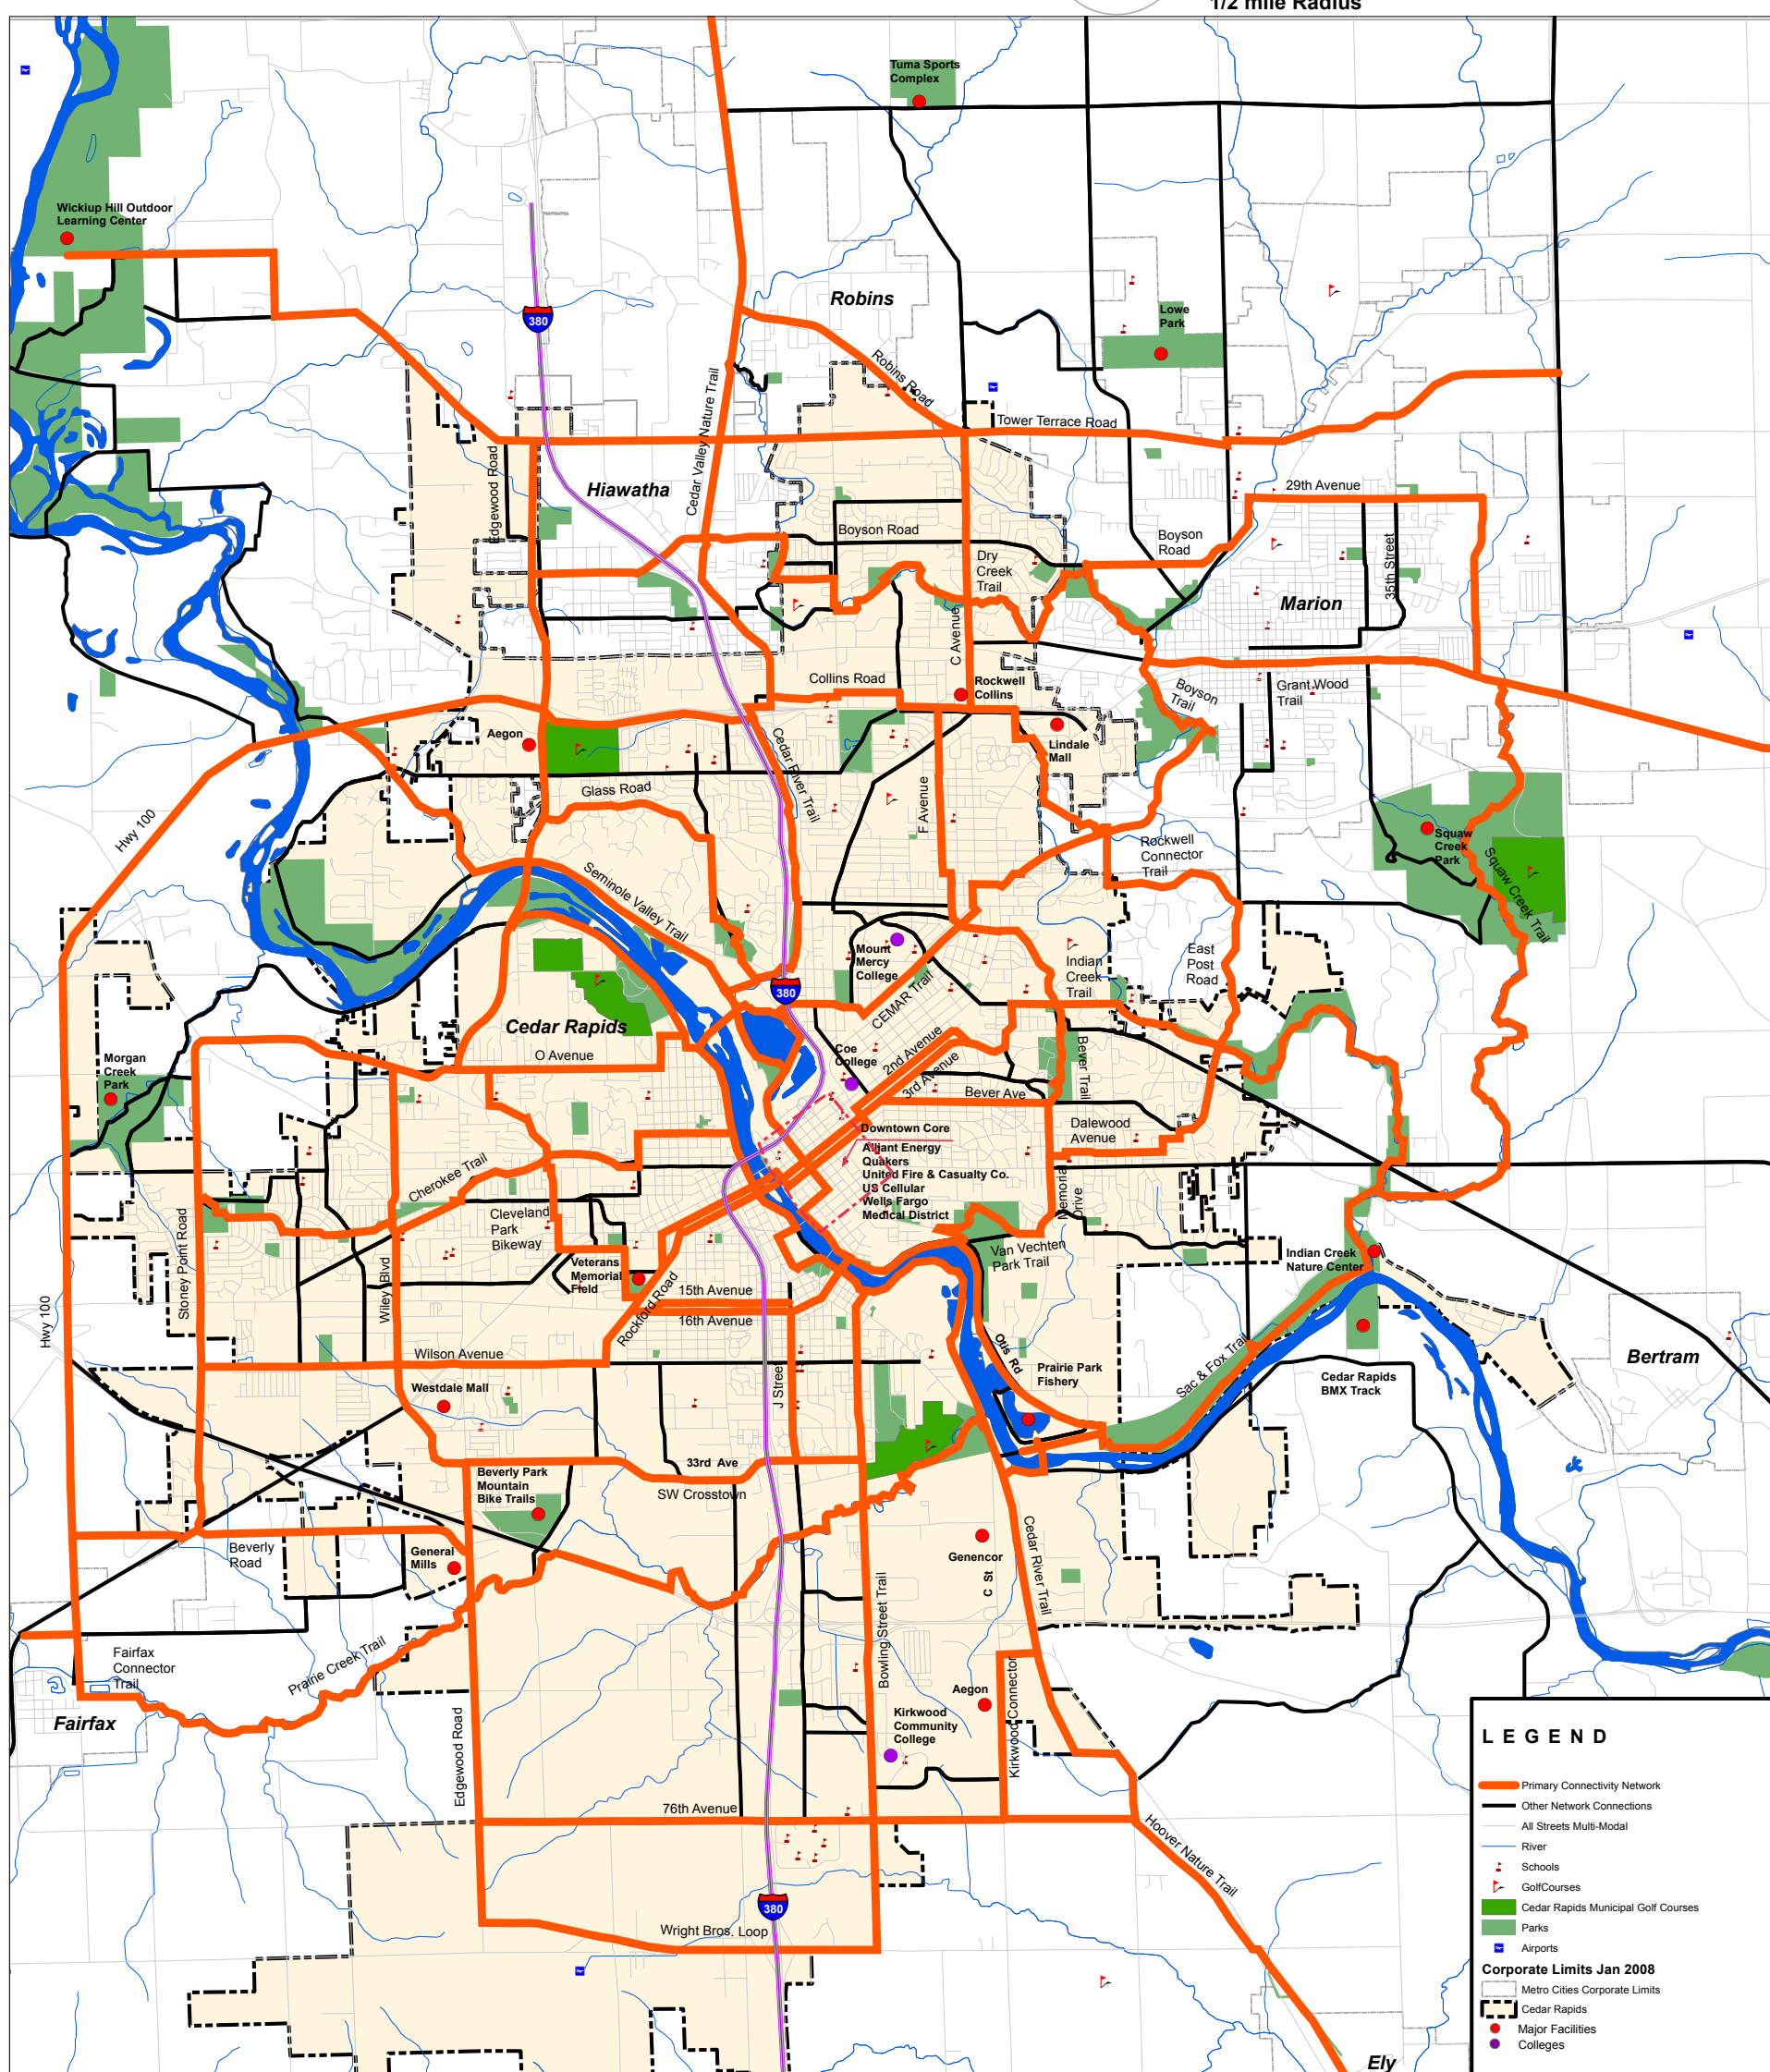 1/2 mile Radius
Tuma Sports
Complex
Wickiup Hill Outdoor
Learning Center
Robins
Lowe
Park
380
Robins Road
Cedar Valley Nature Trail
Tower Terrace Road
Edgewood Road
Hiawatha
29th Avenue
Boyson Road
Boyson
Road
Dry
Creek
Trail
35th Street
Marion
C Avenue
Collins Road
Rockwell
Collins
Boyson
Trail
Grant Wood
Trail
Aegon
Lindale
Mall
Cedar River Trail
Glass Road
F Avenue
Hwy 100
Squaw
Creek
Park
Rockwell
Connector
Trail
Squaw Creek Trail
Seminole Valley Trail
Mount
Mercy
College
Indian
Creek
Trail
East
Post
Road
380
CEMAR Trail
Cedar Rapids
O Avenue
Morgan
Creek
Park
Coe
College
2nd Avenue
3rd Avenue
Bever Trail
Bever Ave
Dalewood
Avenue
Downtown Core
Alliant Energy
Quakers
United Fire & Casualty Co.
US Cellular
Wells Fargo
Medical District
Cherokee Trail
Memorial
Drive
Cleveland
Park
Bikeway
Stoney Point Road
Van Vechten
Park Trail
Indian Creek
Nature Center
Veterans
Memorial
Field
Wiley Blvd
15th Avenue
Rockford Road
16th Avenue
Hwy 100
Otis Rd
Wilson Avenue
Prairie Park
Fishery
Sac & Fox Trail
Bertram
Cedar Rapids
BMX Track
Westdale Mall
J Street
33rd Ave
SW Crosstown
Beverly Park
Mountain
Bike Trails
Beverly
Road
General
Mills
Genencor
C St
Cedar River Trail
Bowling Street Trail
Fairfax
Connector
Trail
Prairie Creek Trail
Fairfax
Aegon
Kirkwood Connector
Kirkwood
Community
College
Edgewood Road
76th Avenue
Hoover Nature Trail
380
Wright Bros. Loop
Ely
LEGEND
Primary Connectivity Network
Other Network Connections
All Streets Multi-Modal
River
Schools
GolfCourses
Cedar Rapids Municipal Golf Courses
Parks
Airports
Corporate Limits Jan 2008
Metro Cities Corporate Limits
Cedar Rapids
Major Facilities
Colleges